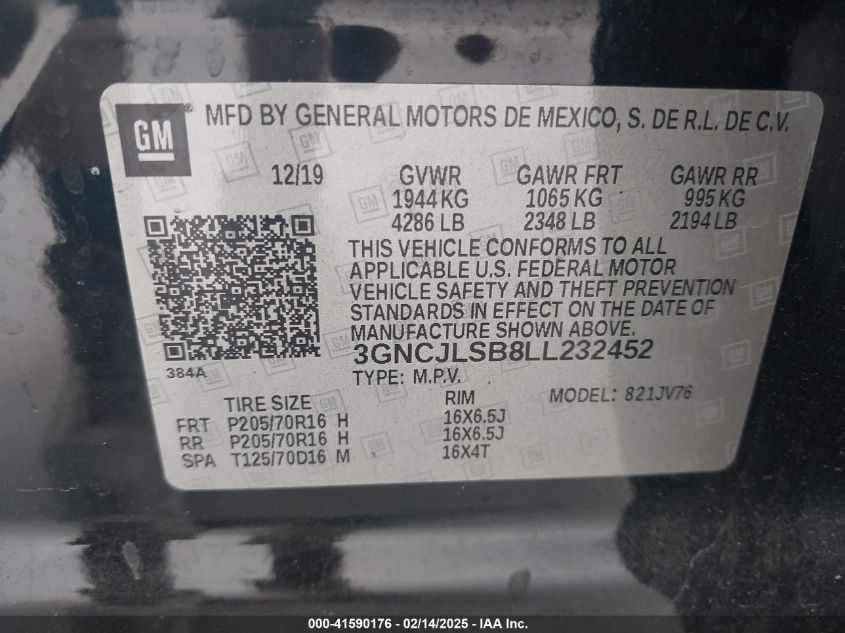 GM
MFD BY GENERAL MOTORS DE MEXICO, S. DE R.L. DE C.V.
12/19 GVWR GAWR FRT GAWR RR
1944 KG 1065 KG 995 KG
4286 LB 2348 LB 2194 LB
THIS VEHICLE CONFORMS TO ALL
APPLICABLE U.S. FEDERAL MOTOR
VEHICLE SAFETY AND THEFT PREVENTION
STANDARDS IN EFFECT ON THE DATE OF
MANUFACTURE SHOWN ABOVE.
3GNCJLSB8LL232452
384A
TYPE: M.P.V.
TIRE SIZE RIM MODEL: 821JV76
FRT P205/70R16 H 16X6.5J
RR P205/70R16 H 16X6.5J
SPA T125/70D16 M 16X4T
000-41590176 - 02/14/2025 - IAA Inc.